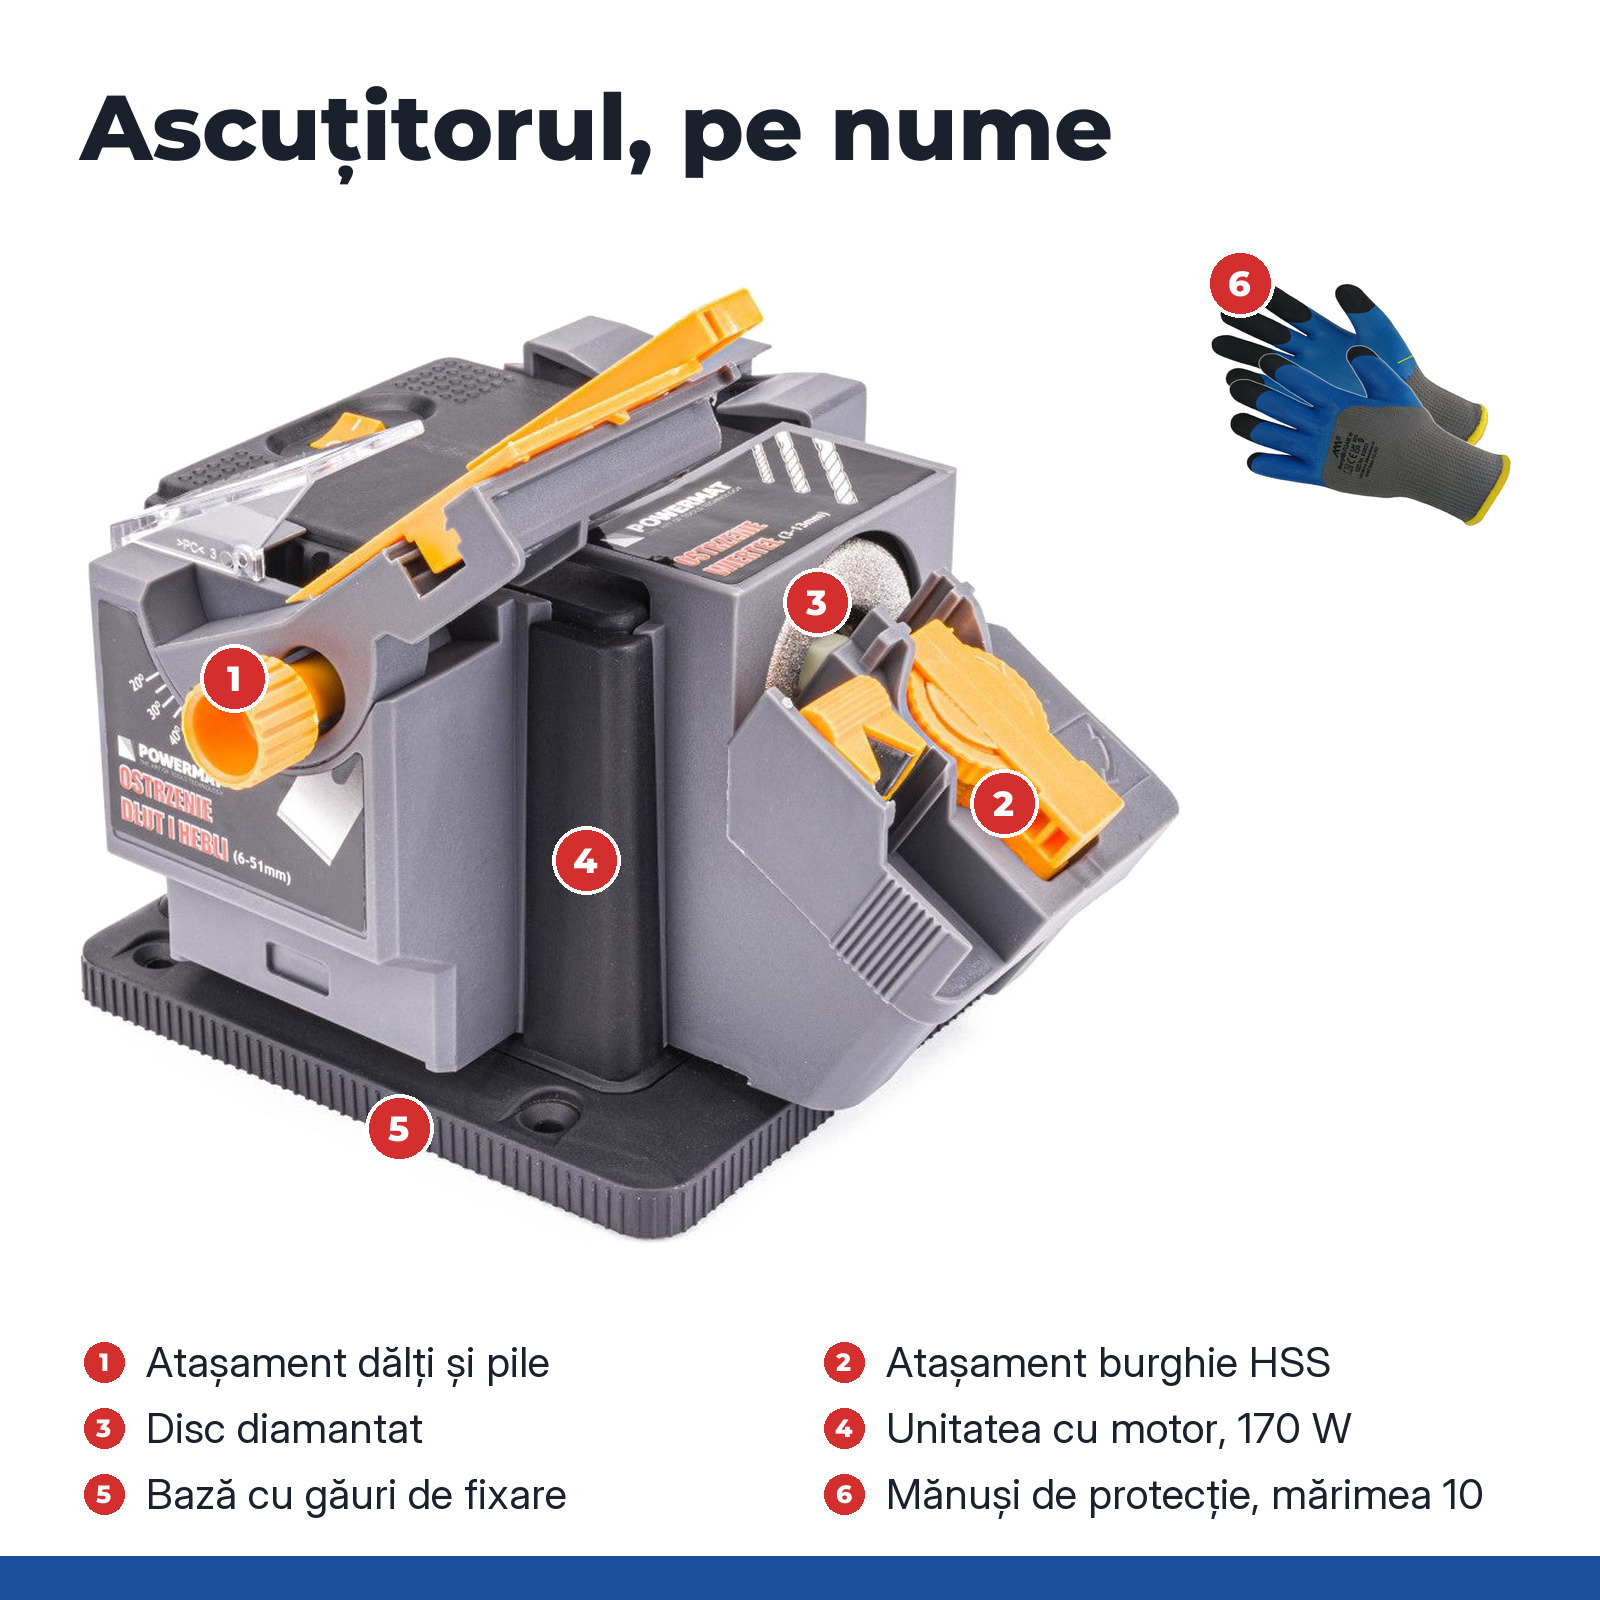 Ascuțitorul, pe nume
6
>PC< 3
POWERMAT
OSTRZENIE
WIERTEŁ (3-13mm)
3
1
20°
30°
40°
POWERMAT
OSTRZENIE
DŁUT I HEBLI (6-51mm)
2
4
5
1 Atașament dălți și pile
2 Atașament burghie HSS
3 Disc diamantat
4 Unitatea cu motor, 170 W
5 Bază cu găuri de fixare
6 Mănuși de protecție, mărimea 10